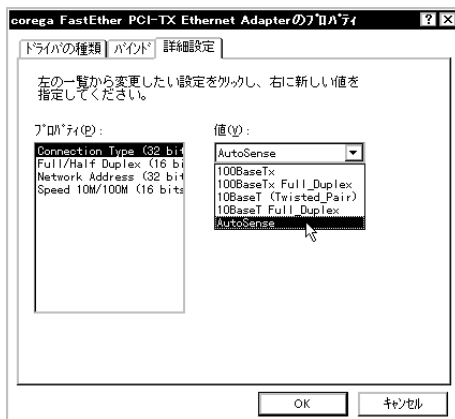 corega FastEther PCI-TX Ethernet Adapterのﾌﾟﾛﾊﾟﾃｨ
ﾄﾞﾗｲﾊﾞの種類 ﾊﾞｲﾝﾄﾞ 詳細設定
左の一覧から変更したい設定をｸﾘｯｸし、右に新しい値を
指定してください。
ﾌﾟﾛﾊﾟﾃｨ(P):
Connection Type (32 bit
Full/Half Duplex (16 bi
Network Address (32 bit
Speed 10M/100M (16 bits
値(V):
AutoSense
100BaseTx
100BaseTx Full_Duplex
10BaseT (Twisted_Pair)
10BaseT Full_Duplex
AutoSense
OK ｷｬﾝｾﾙ